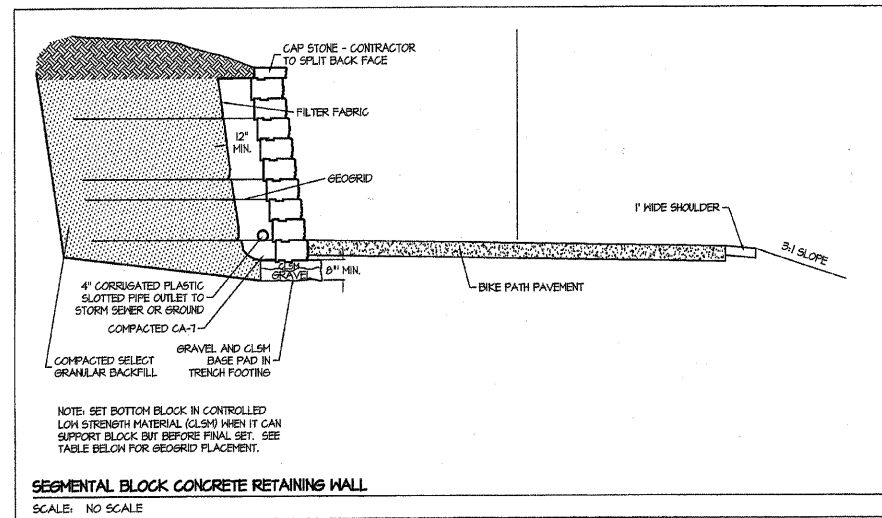 CAP STONE - CONTRACTOR
TO SPLIT BACK FACE
FILTER FABRIC
12"
MIN.
GEOGRID
1' WIDE SHOULDER
3:1 SLOPE
CLSM
GRAVEL
8" MIN.
BIKE PATH PAVEMENT
4" CORRUGATED PLASTIC
SLOTTED PIPE OUTLET TO
STORM SEWER OR GROUND
COMPACTED CA-7
COMPACTED SELECT
GRANULAR BACKFILL
GRAVEL AND CLSM
BASE PAD IN
TRENCH FOOTING
NOTE: SET BOTTOM BLOCK IN CONTROLLED
LOW STRENGTH MATERIAL (CLSM) WHEN IT CAN
SUPPORT BLOCK BUT BEFORE FINAL SET. SEE
TABLE BELOW FOR GEOGRID PLACEMENT.
SEGMENTAL BLOCK CONCRETE RETAINING WALL
SCALE: NO SCALE